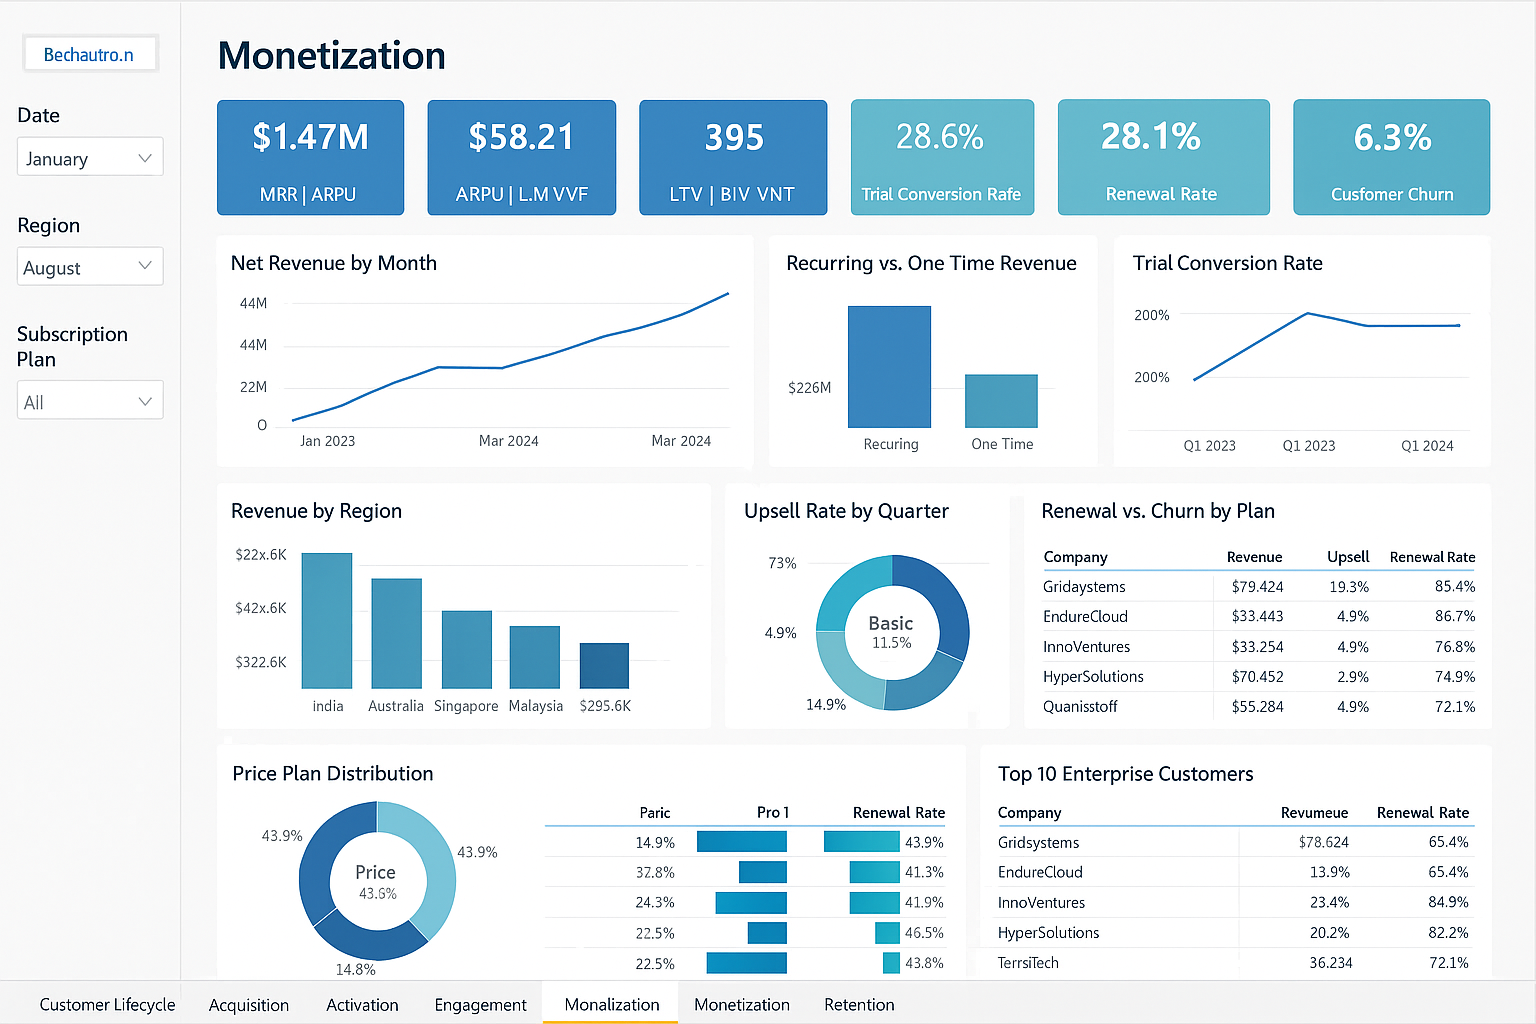 Bechautro.n
Date
January
Region
August
Subscription
Plan
All
Monetization
$1.47M
MRR | ARPU
$58.21
ARPU | L.M VVF
395
LTV | BIV VNT
28.6%
Trial Conversion Rafe
28.1%
Renewal Rate
6.3%
Cusfomer Churn
Net Revenue by Month
44M
44M
22M
O
Jan 2023 Mar 2024 Mar 2024
Recurring vs. One Time Revenue
$226M
Recuring One Time
Trial Conversion Rate
200%
200%
Q1 2023 Q1 2023 Q1 2024
Revenue by Region
$22x.6K
$42x.6K
$322.6K
india Australia Singapore Malaysia $295.6K
Upsell Rate by Quarter
73%
4.9%
14.9%
Basic
11.5%
Renewal vs. Churn by Plan
Company Revenue Upsell Renewal Rate
Gridaystems $79.424 19.3% 85.4%
EndureCloud $33.443 4.9% 86.7%
InnoVentures $33.254 4.9% 76.8%
HyperSolutions $70.452 2.9% 74.9%
Quanisstoff $55.284 4.9% 72.1%
Price Plan Distribution
43.9%
43.9%
Price
43.6%
14.8%
Paric Pro 1 Renewal Rate
14.9% 43.9%
37.8% 41.3%
24.3% 41.9%
22.5% 46.5%
22.5% 43.8%
Top 10 Enterprise Customers
Company Revumeue Renewal Rate
Gridsystems $78.624 65.4%
EndureCloud 13.9% 65.4%
InnoVentures 23.4% 84.9%
HyperSolutions 20.2% 82.2%
TerrsiTech 36.234 72.1%
Customer Lifecycle Acquisition Activation Engagement Monalization Monetization Retention